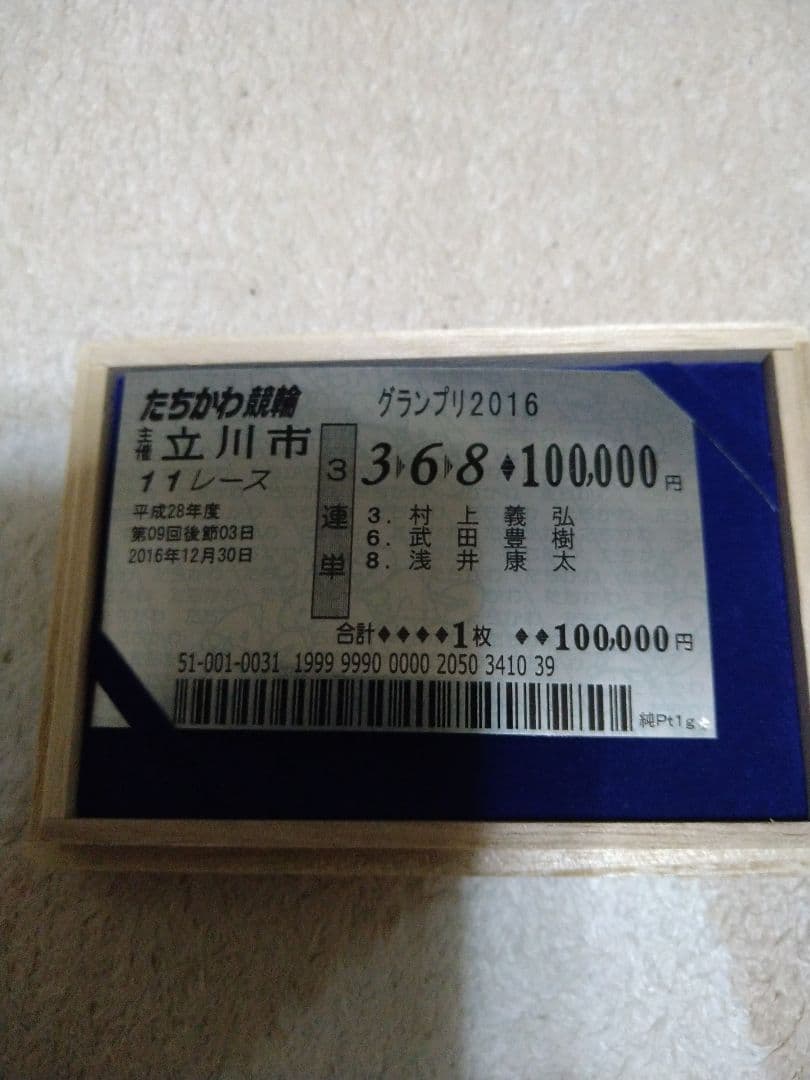 たちかわ競輪 グランプリ2016
主催 立川市
11レース
平成28年度
第09回後節03日
2016年12月30日
3連単
3 6 8 ♦100,000円
3. 村上義弘
6. 武田豊樹
8. 浅井康太
合計♦♦♦♦1枚 ♦♦100,000円
51-001-0031 1999 9990 0000 2050 3410 39
純Pt1g